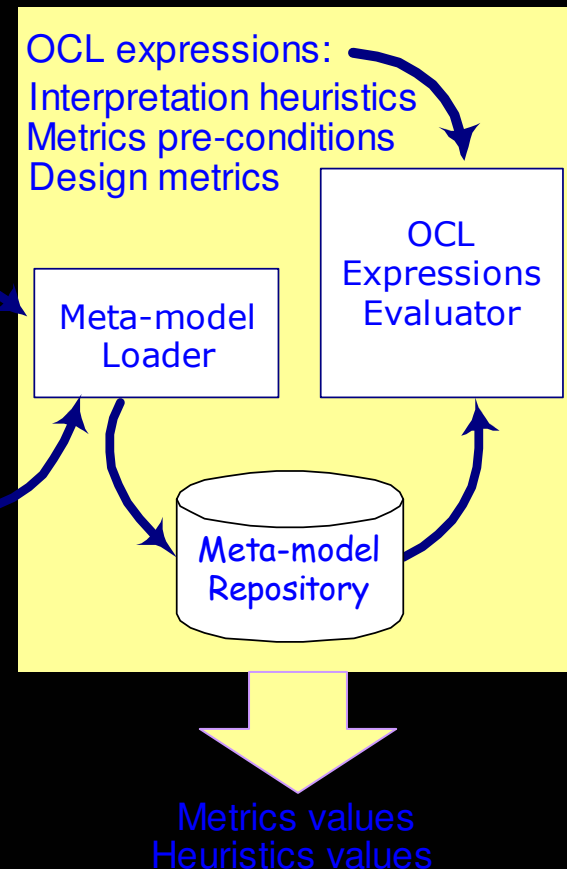 OCL expressions:
Interpretation heuristics
Metrics pre-conditions
Design metrics
OCL
Expressions
Evaluator
Meta-model
Loader
Meta-model
Repository
Metrics values
Heuristics values